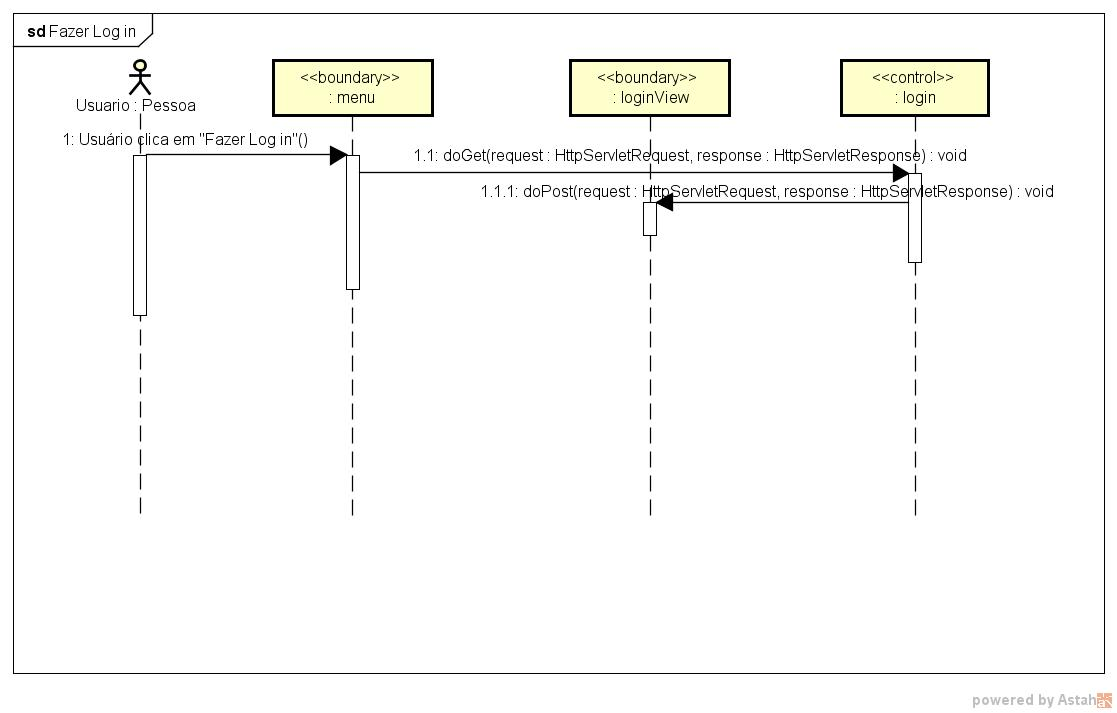 sd Fazer Log in
Usuario : Pessoa
<<boundary>>
: menu
<<boundary>>
: loginView
<<control>>
: login
1: Usuário clica em "Fazer Log in"()
1.1: doGet(request : HttpServletRequest, response : HttpServletResponse) : void
1.1.1: doPost(request : HttpServletRequest, response : HttpServletResponse) : void
powered by Astah